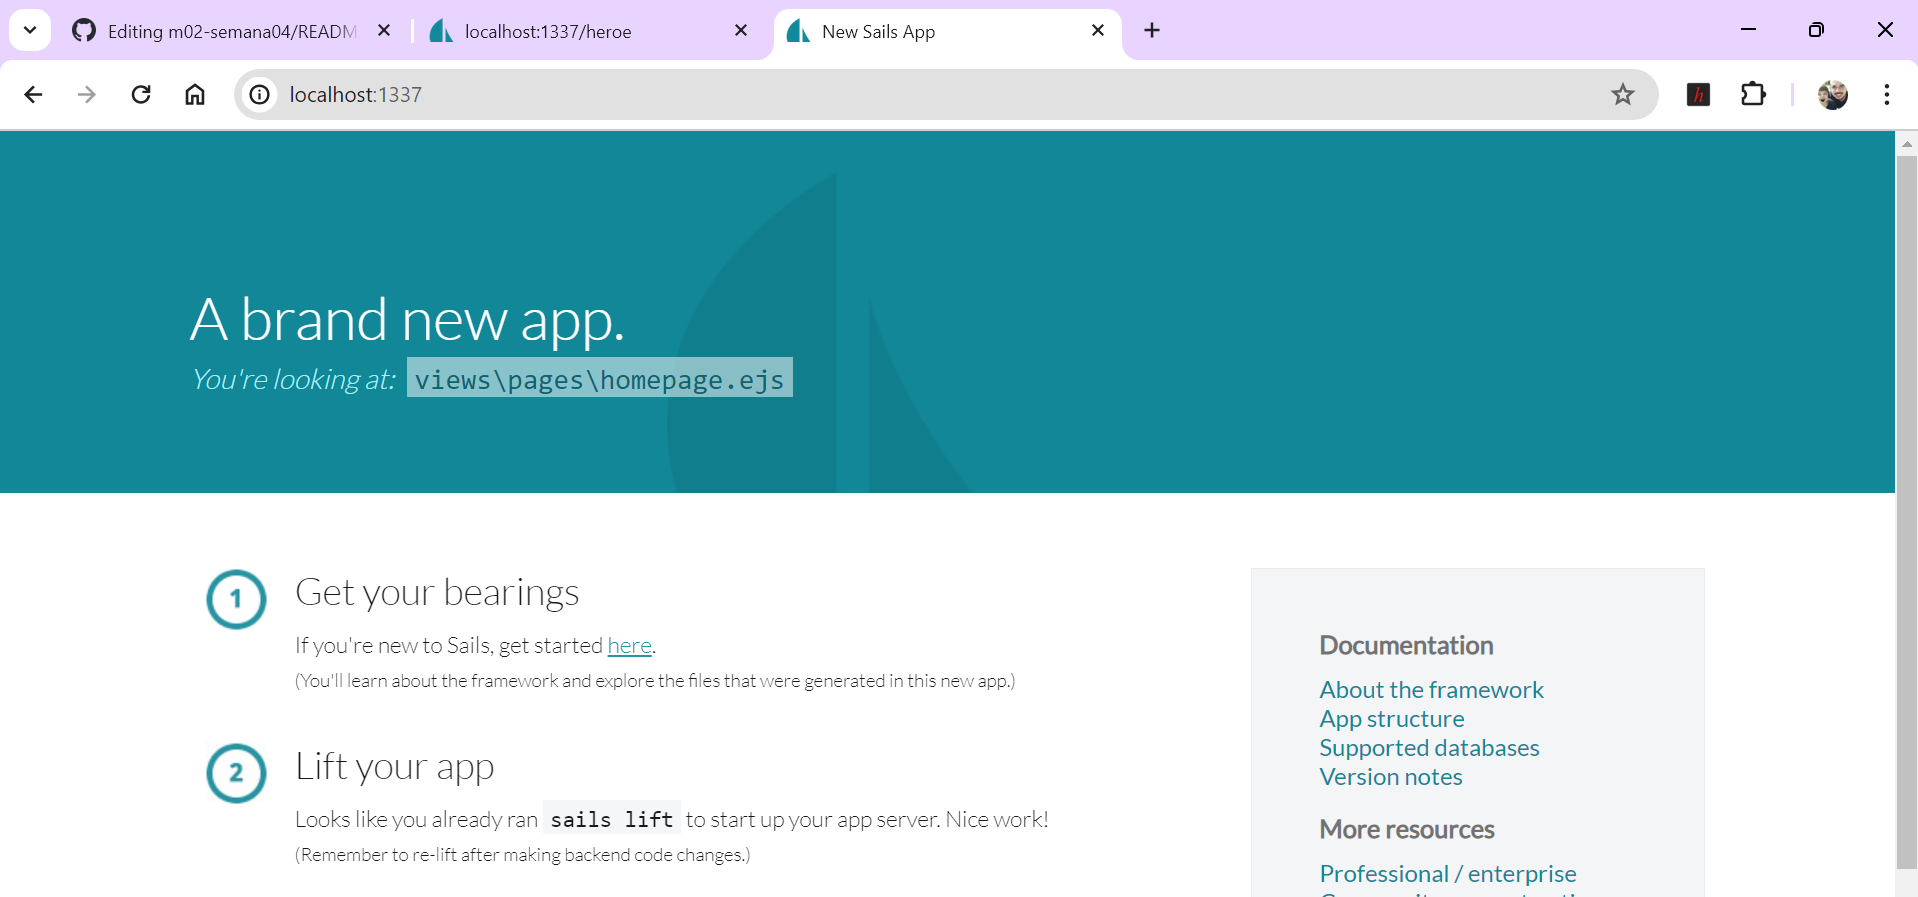 Editing m02-semana04/READM
localhost:1337/heroe
New Sails App
localhost:1337
h
A brand new app.
You're looking at: views\pages\homepage.ejs
1
Get your bearings
If you're new to Sails, get started here.
(You'll learn about the framework and explore the files that were generated in this new app.)
2
Lift your app
Looks like you already ran sails lift to start up your app server. Nice work!
(Remember to re-lift after making backend code changes.)
Documentation
About the framework
App structure
Supported databases
Version notes
More resources
Professional / enterprise